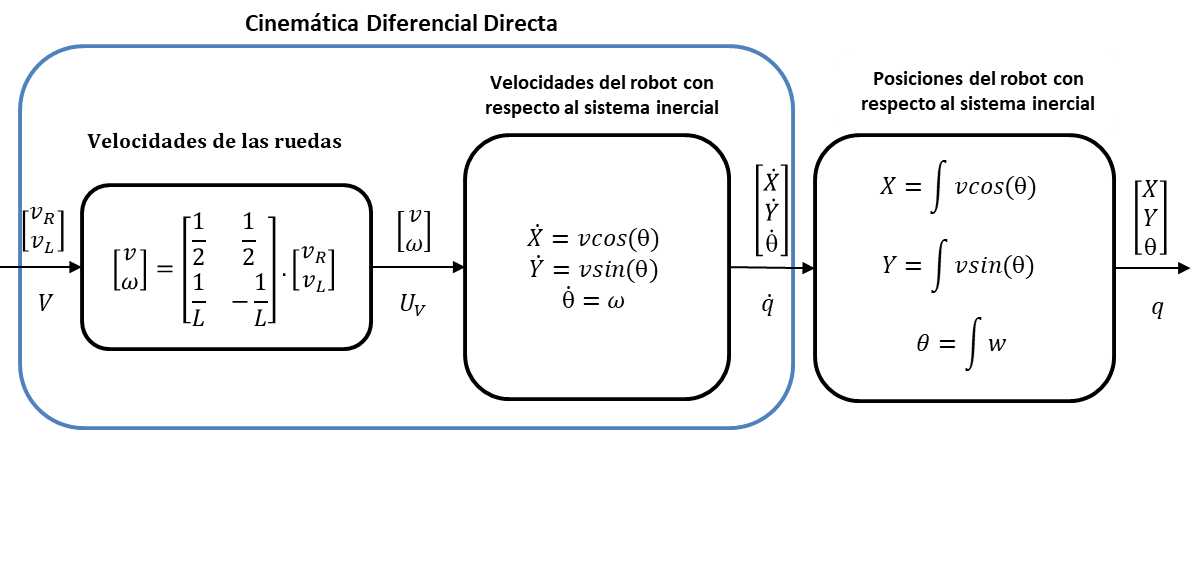 Cinemática Diferencial Directa
Velocidades de las ruedas
Velocidades del robot con
respecto al sistema inercial
Posiciones del robot con
respecto al sistema inercial
[v_R
v_L]
V
[v
ω] = [1/2 1/2
1/L −1/L] . [v_R
v_L]
[v
ω]
U_V
Ẋ = vcos(θ)
Ẏ = vsin(θ)
θ̇ = ω
[Ẋ
Ẏ
θ̇]
q̇
X = ∫ vcos(θ)
Y = ∫ vsin(θ)
θ = ∫ w
[X
Y
θ]
q